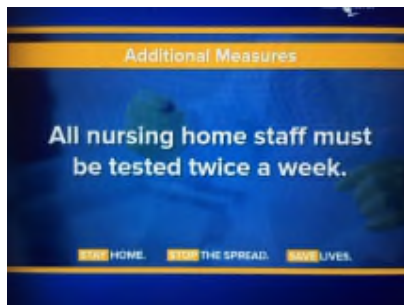 Additional Measures
All nursing home staff must
be tested twice a week.
STAY HOME. STOP THE SPREAD. SAVE LIVES.